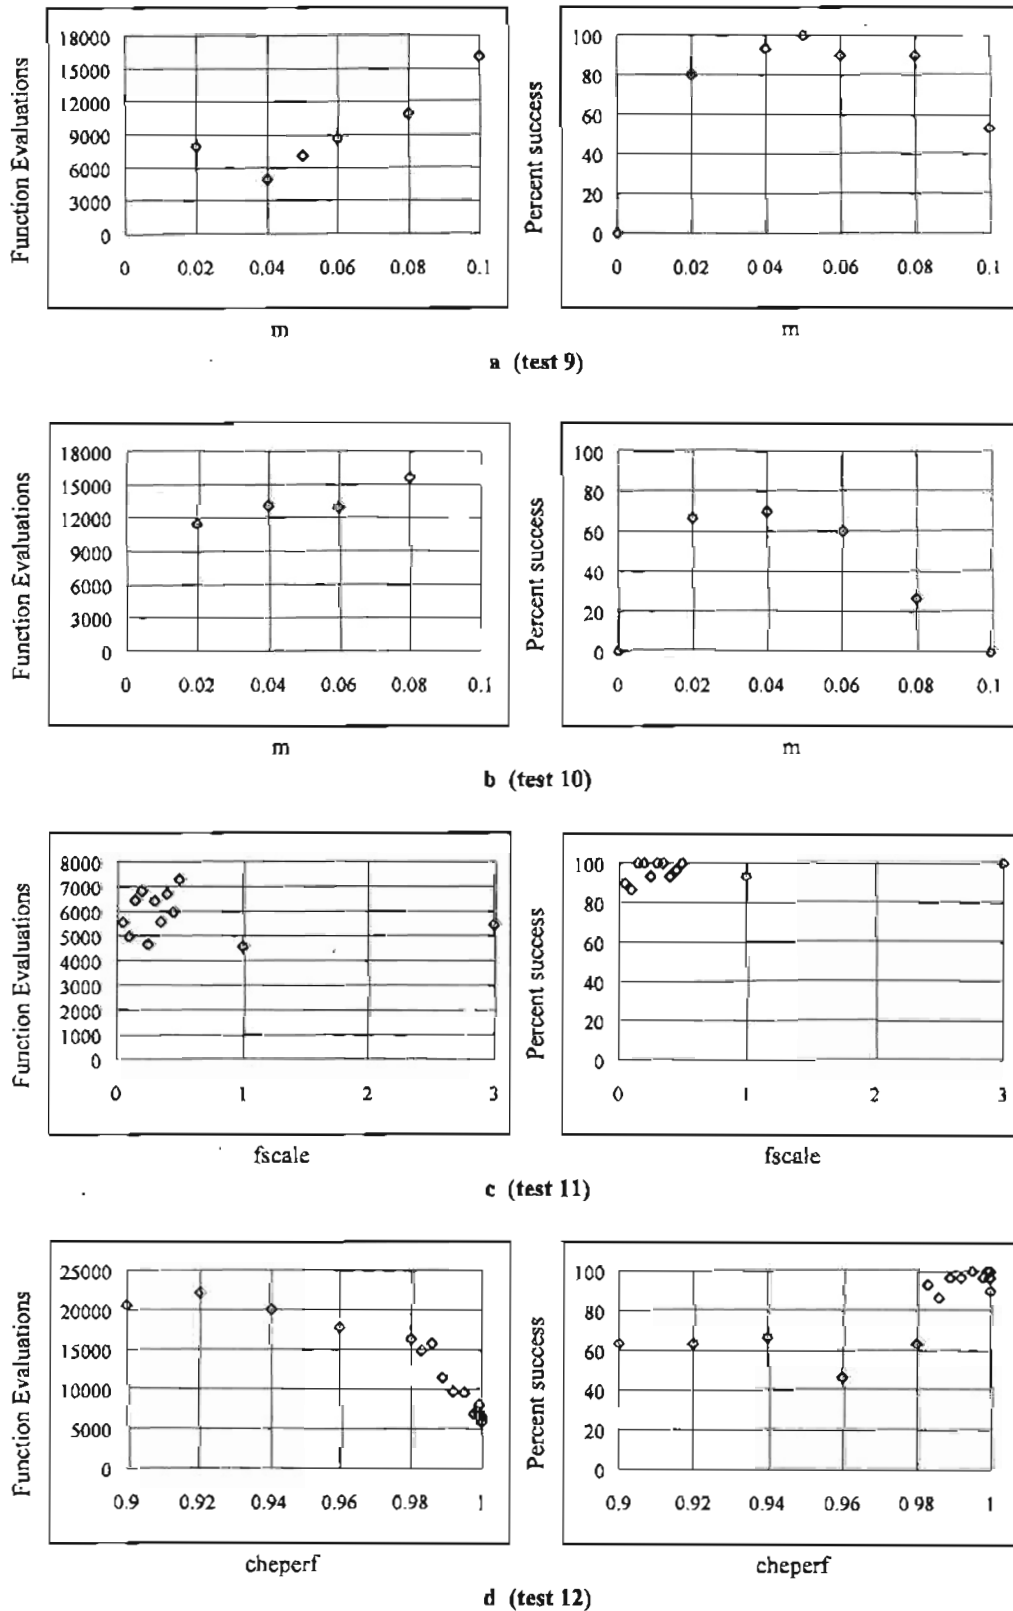 Function Evaluations
18000
15000
12000
9000
6000
3000
0
0 0.02 0.04 0.06 0.08 0.1
m
Percent success
100
80
60
40
20
0
0 0.02 0 04 0.06 0.08 0.1
m
a (test 9)
Function Evaluations
18000
15000
12000
9000
6000
3000
0
0 0.02 0.04 0.06 0.08 0.1
m
Percent success
100
80
60
40
20
0
0 0.02 0.04 0.06 0.08 0.1
m
b (test 10)
Function Evaluations
8000
7000
6000
5000
4000
3000
2000
1000
0
0 1 2 3
fscale
Percent success
100
80
60
40
20
0
0 1 2 3
fscale
c (test 11)
Function Evaluations
25000
20000
15000
10000
5000
0
0.9 0.92 0.94 0.96 0.98 1
cheperf
Percent success
100
80
60
40
20
0
0.9 0.92 0.94 0.96 0 98 1
cheperf
d (test 12)